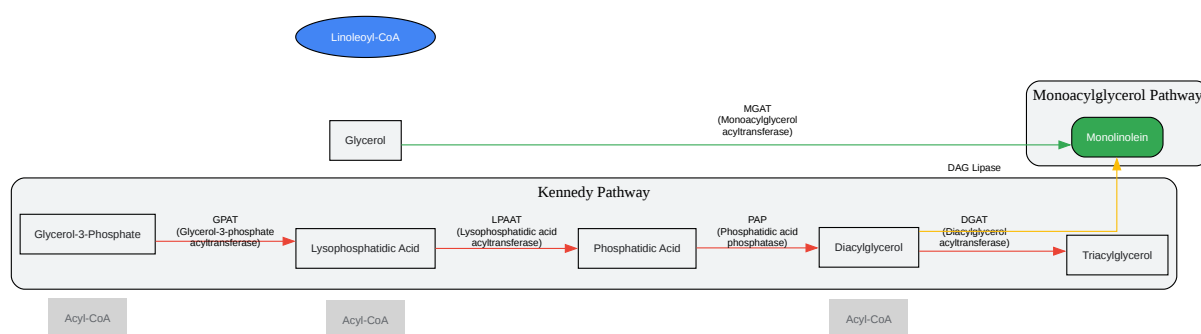 Linoleoyl-CoA
Monoacylglycerol Pathway
MGAT
(Monoacylglycerol
acyltransferase)
Glycerol
Monolinolein
DAG Lipase
Kennedy Pathway
Glycerol-3-Phosphate
GPAT
(Glycerol-3-phosphate
acyltransferase)
Lysophosphatidic Acid
LPAAT
(Lysophosphatidic acid
acyltransferase)
Phosphatidic Acid
PAP
(Phosphatidic acid
phosphatase)
Diacylglycerol
DGAT
(Diacylglycerol
acyltransferase)
Triacylglycerol
Acyl-CoA
Acyl-CoA
Acyl-CoA